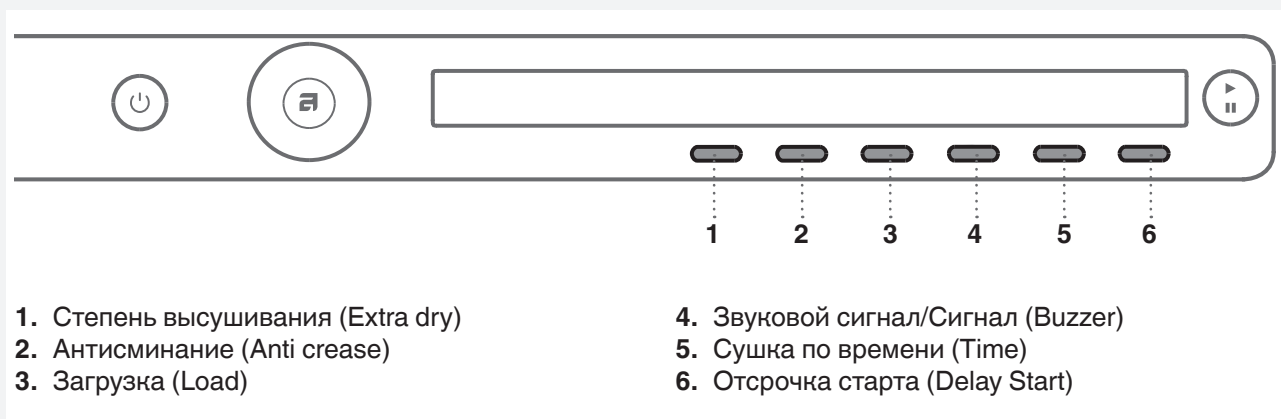 1 2 3 4 5 6
1. Степень высушивания (Extra dry)
2. Антисминание (Anti crease)
3. Загрузка (Load)
4. Звуковой сигнал/Сигнал (Buzzer)
5. Сушка по времени (Time)
6. Отсрочка старта (Delay Start)